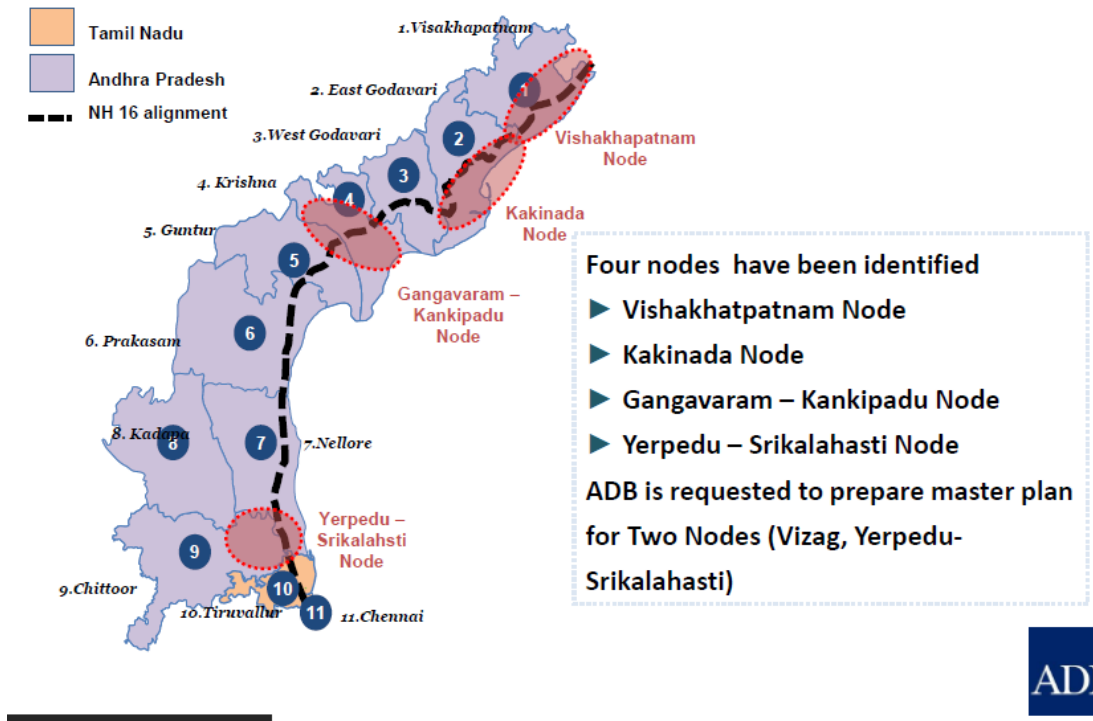 Tamil Nadu
Andhra Pradesh
NH 16 alignment
1.Visakhapatnam
2. East Godavari
3.West Godavari
4. Krishna
5. Guntur
6. Prakasam
8. Kadapa
7.Nellore
9.Chittoor
10.Tiruvallur
11.Chennai
1
2
3
4
5
6
7
8
9
10
11
Vishakhapatnam
Node
Kakinada
Node
Gangavaram –
Kankipadu
Node
Yerpedu –
Srikalahsti
Node
Four nodes have been identified
► Vishakhatpatnam Node
► Kakinada Node
► Gangavaram – Kankipadu Node
► Yerpedu – Srikalahasti Node
ADB is requested to prepare master plan
for Two Nodes (Vizag, Yerpedu-
Srikalahasti)